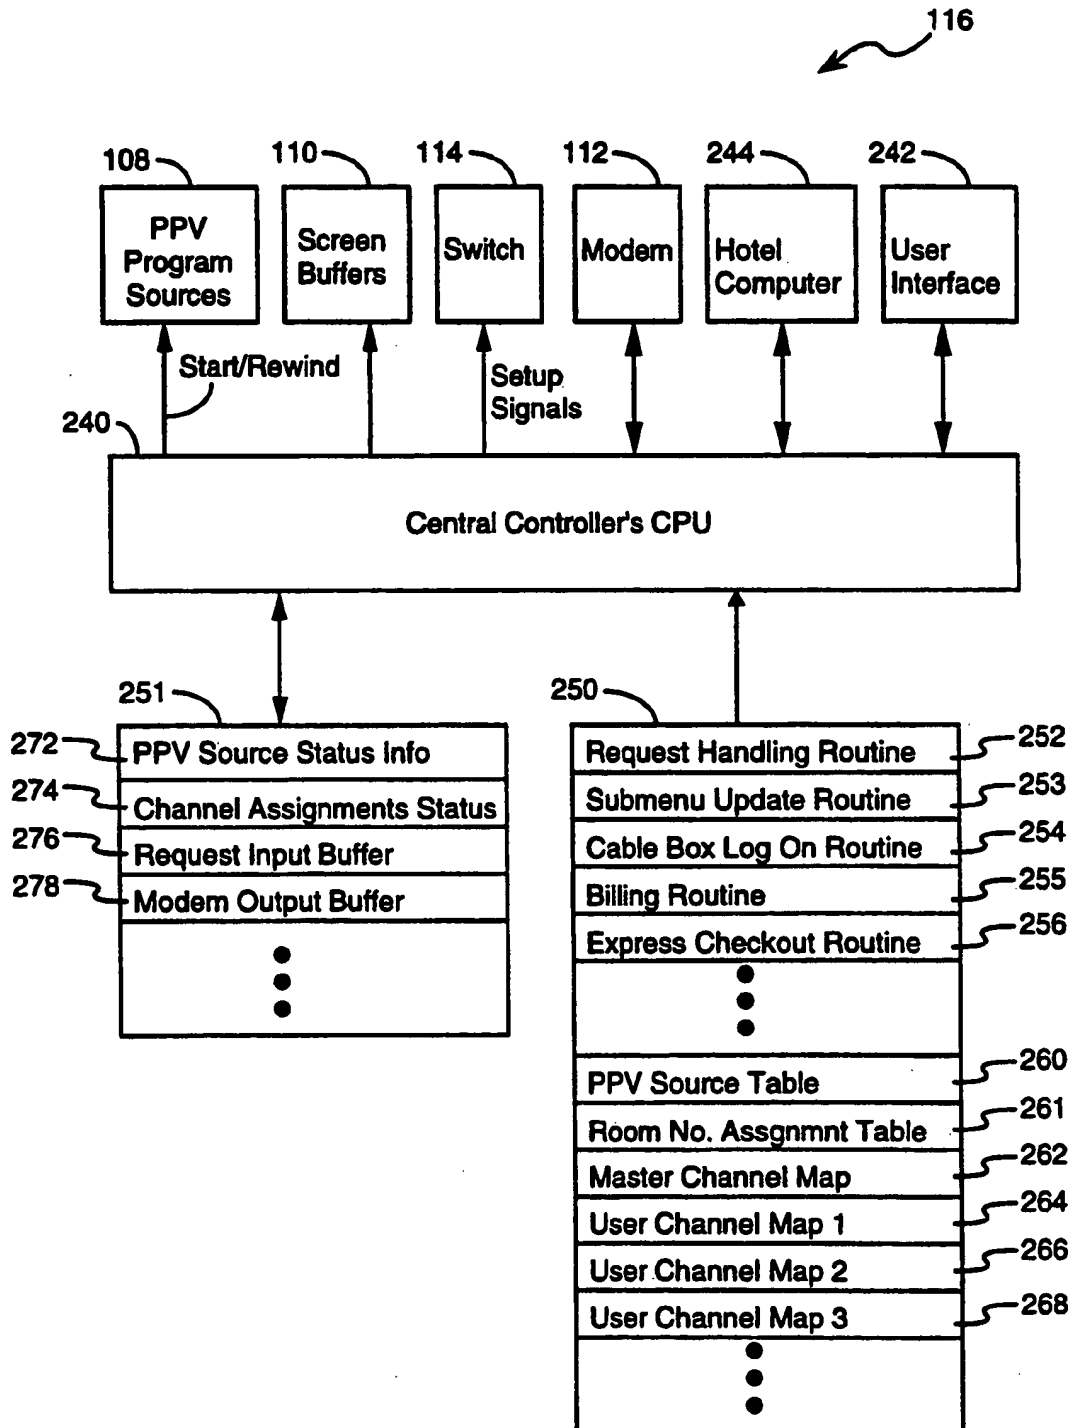 116
108
110
114
112
244
242
PPV
Program
Sources
Screen
Buffers
Switch
Modem
Hotel
Computer
User
Interface
Start/Rewind
Setup
Signals
240
Central Controller's CPU
251
250
272
PPV Source Status Info
274
Channel Assignments Status
276
Request Input Buffer
278
Modem Output Buffer
Request Handling Routine
252
Submenu Update Routine
253
Cable Box Log On Routine
254
Billing Routine
255
Express Checkout Routine
256
PPV Source Table
260
Room No. Assgnmnt Table
261
Master Channel Map
262
User Channel Map 1
264
User Channel Map 2
266
User Channel Map 3
268